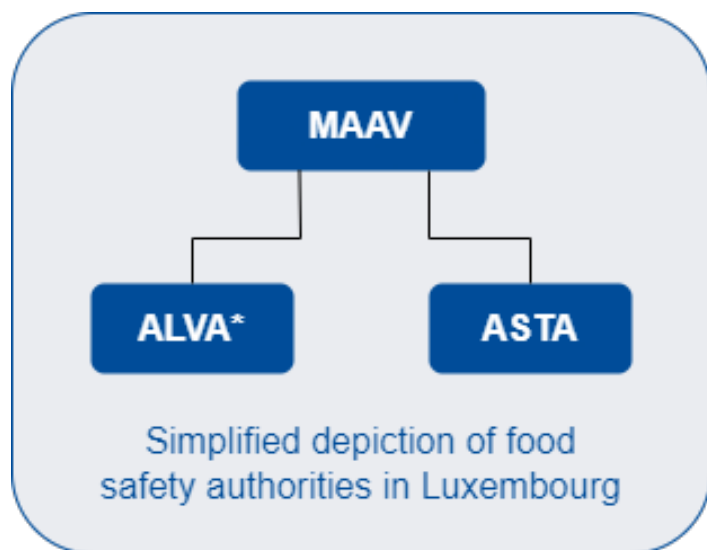 MAAV
ALVA*
ASTA
Simplified depiction of food
safety authorities in Luxembourg